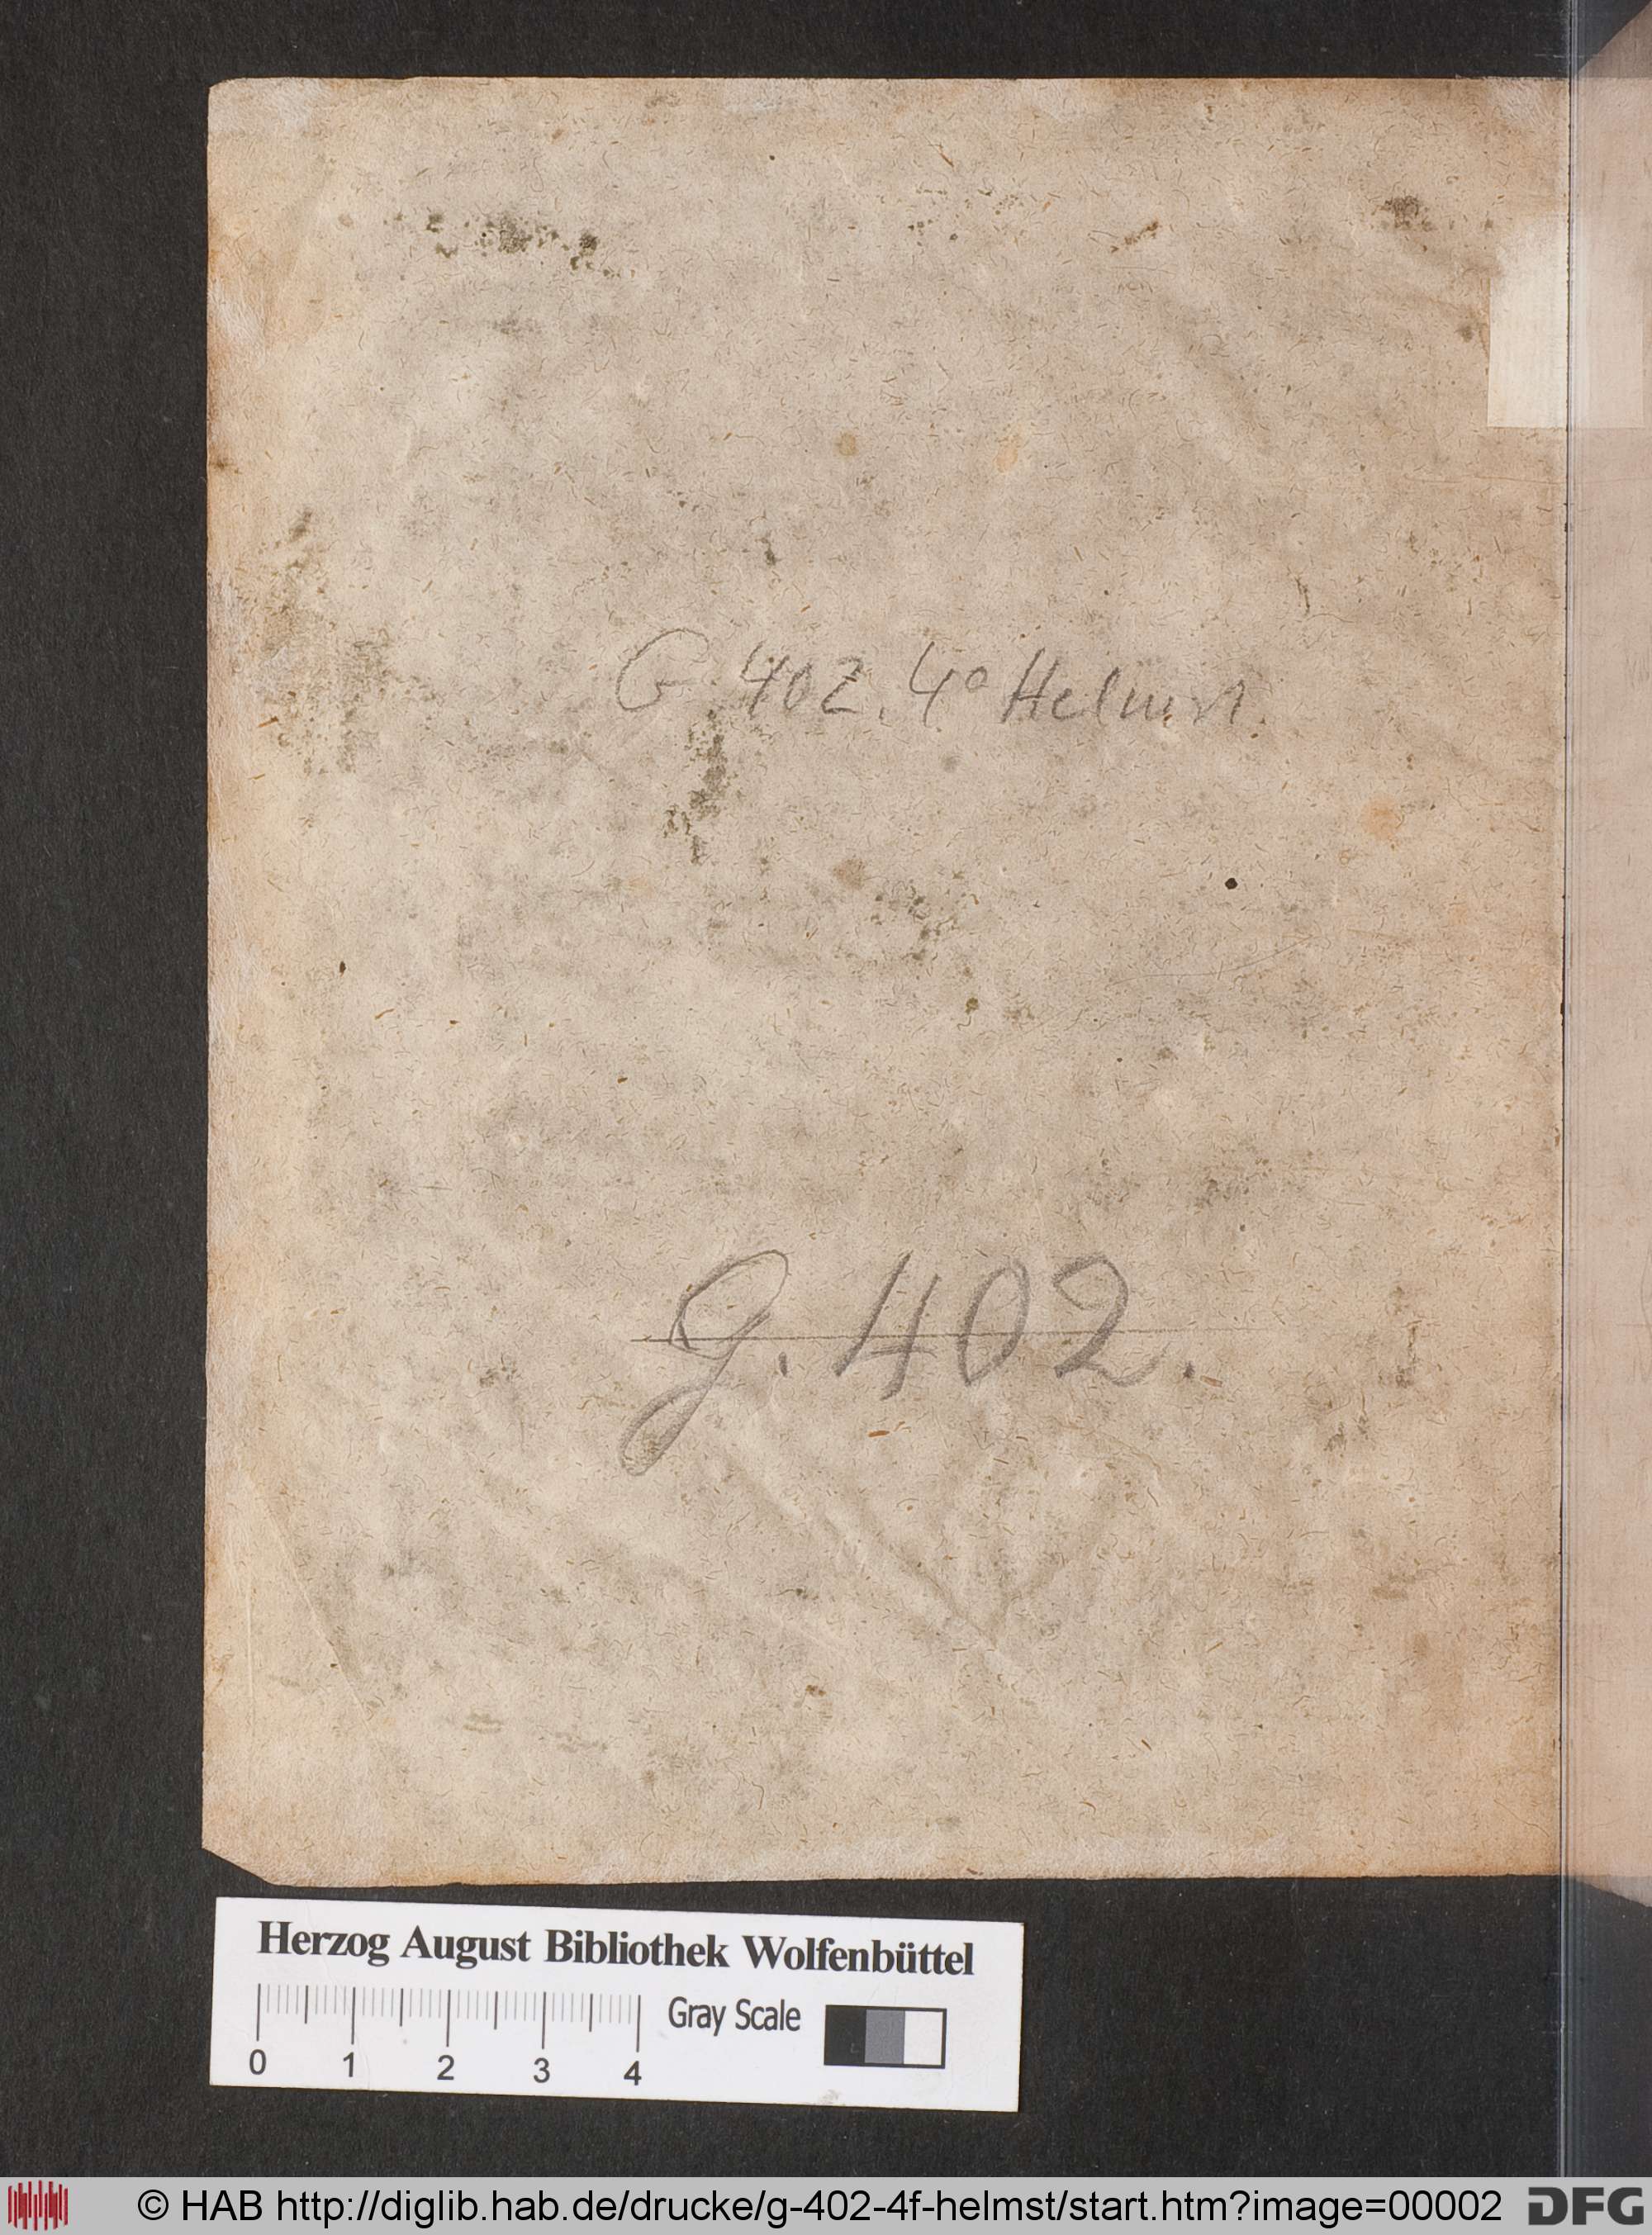 G 402. 4° Helmst.
g. 402.
Herzog August Bibliothek Wolfenbüttel
Gray Scale
0 1 2 3 4
© HAB http://diglib.hab.de/drucke/g-402-4f-helmst/start.htm?image=00002
DFG